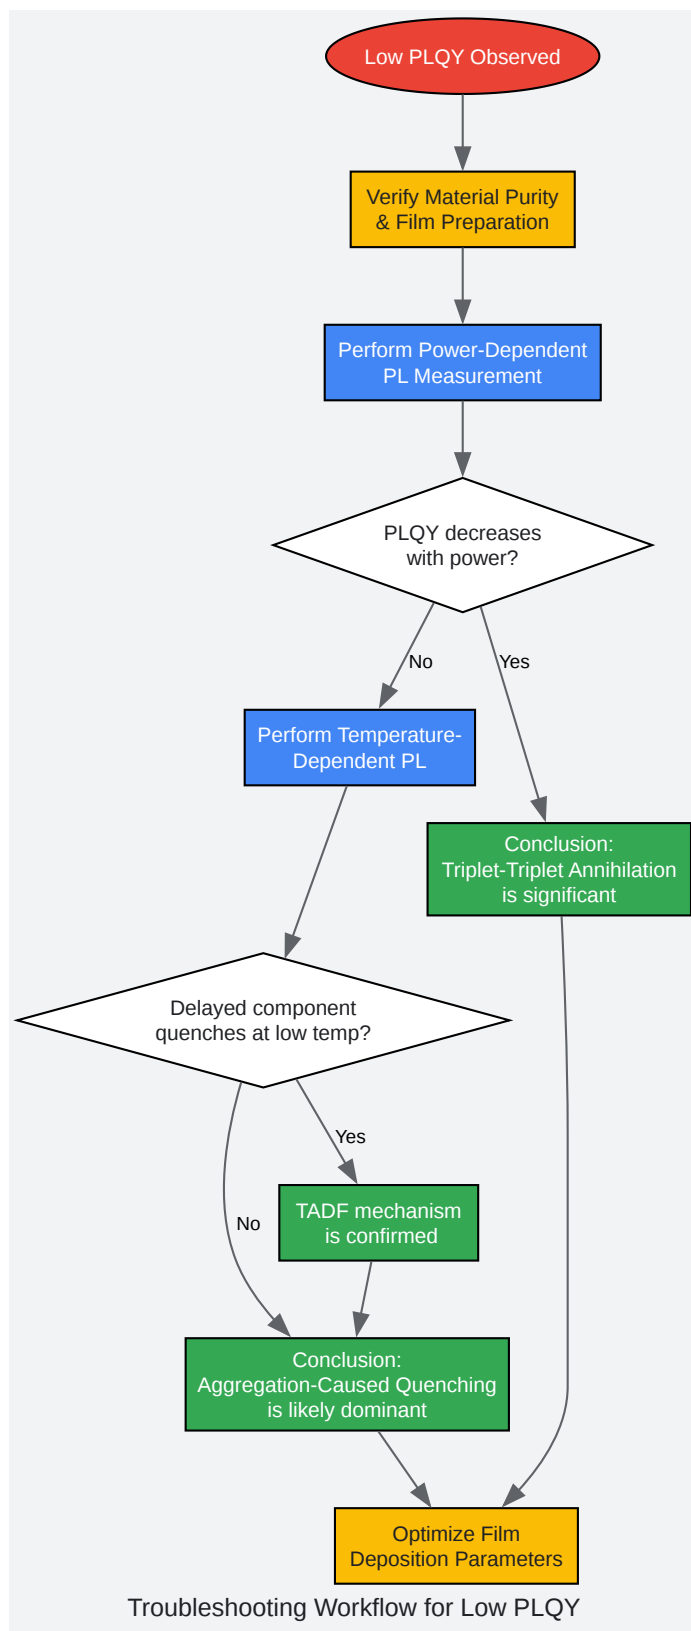 Low PLQY Observed
Verify Material Purity
& Film Preparation
Perform Power-Dependent
PL Measurement
PLQY decreases
with power?
No
Yes
Perform Temperature-
Dependent PL
Conclusion:
Triplet-Triplet Annihilation
is significant
Delayed component
quenches at low temp?
Yes
No
TADF mechanism
is confirmed
Conclusion:
Aggregation-Caused Quenching
is likely dominant
Optimize Film
Deposition Parameters
Troubleshooting Workflow for Low PLQY